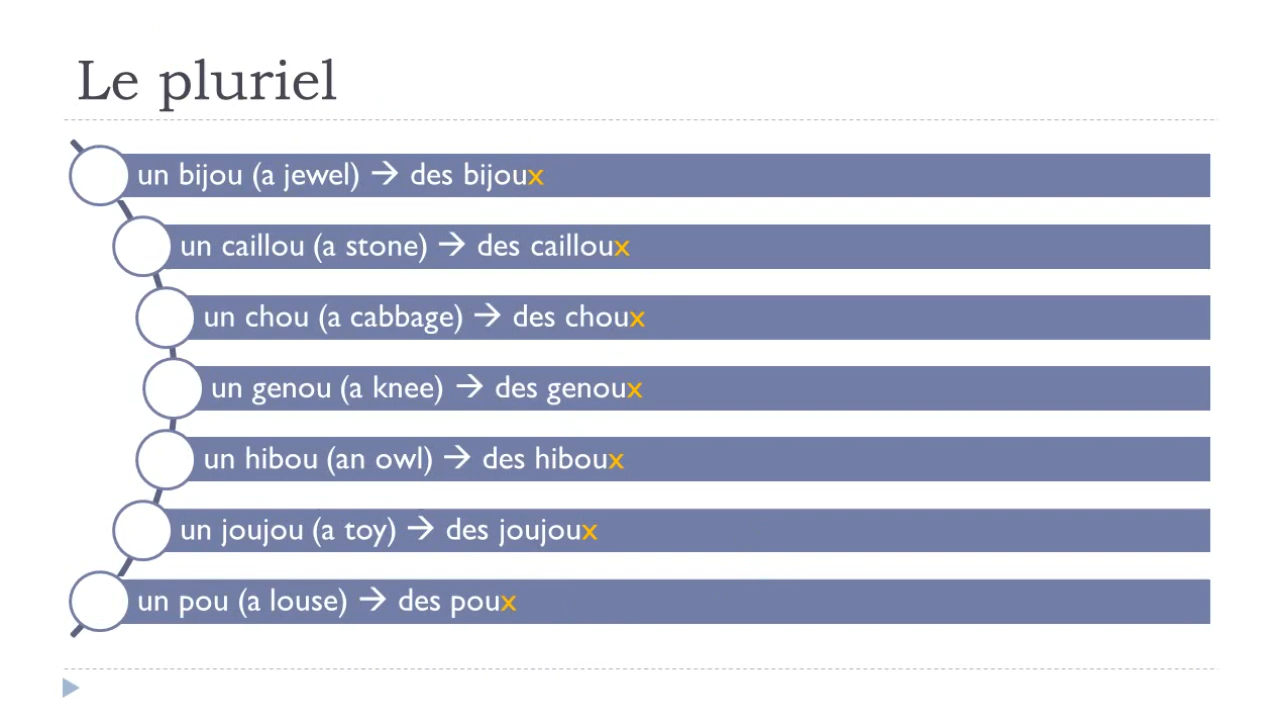 Le pluriel
un bijou (a jewel) → des bijoux
un caillou (a stone) → des cailloux
un chou (a cabbage) → des choux
un genou (a knee) → des genoux
un hibou (an owl) → des hiboux
un joujou (a toy) → des joujoux
un pou (a louse) → des poux